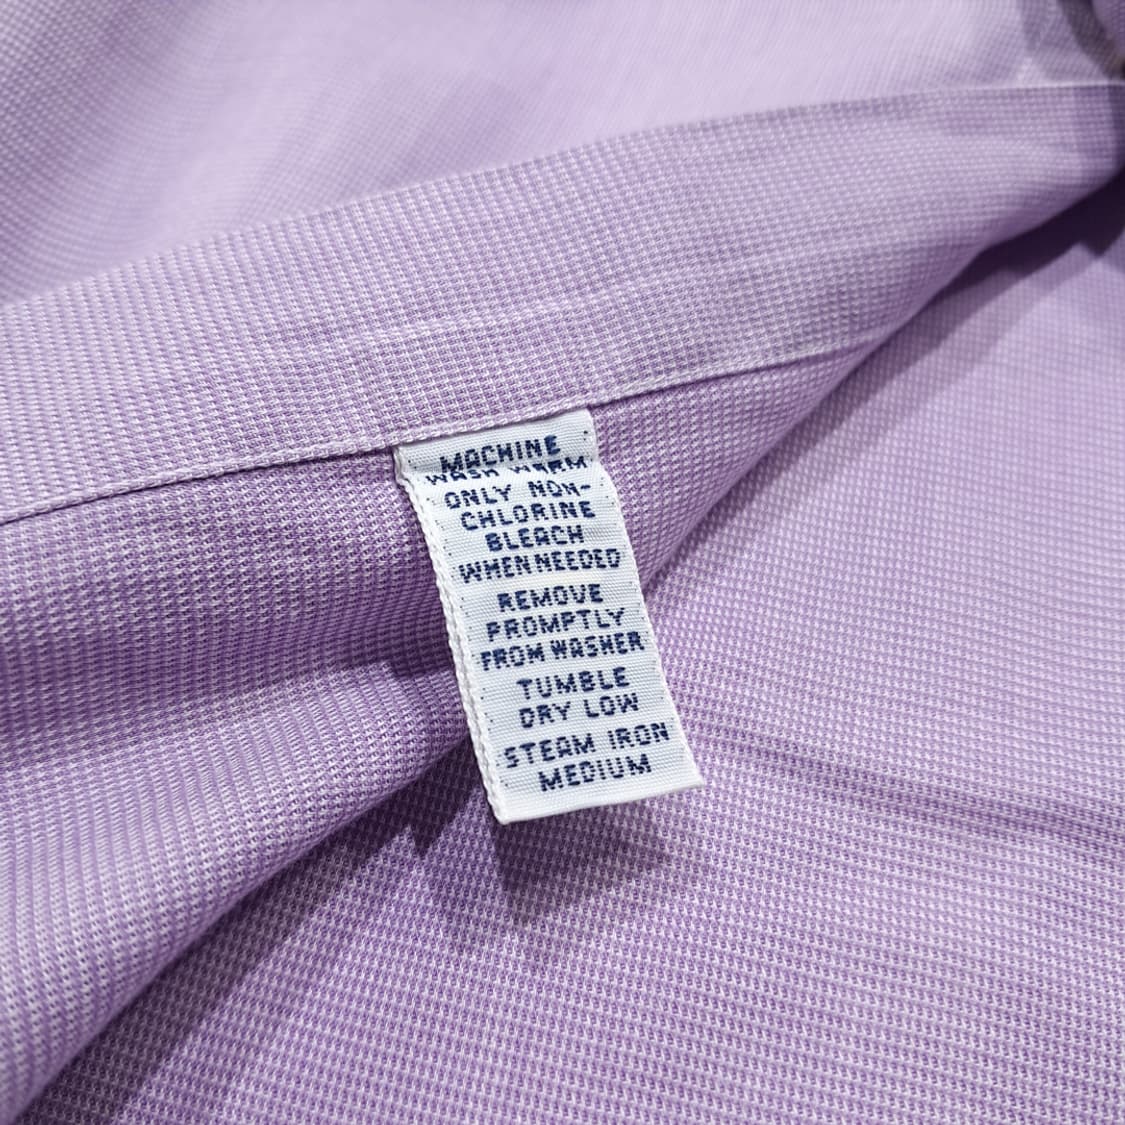 MACHINE
WASH WARM
ONLY NON-
CHLORINE
BLEACH
WHEN NEEDED
REMOVE
PROMPTLY
FROM WASHER
TUMBLE
DRY LOW
STEAM IRON
MEDIUM